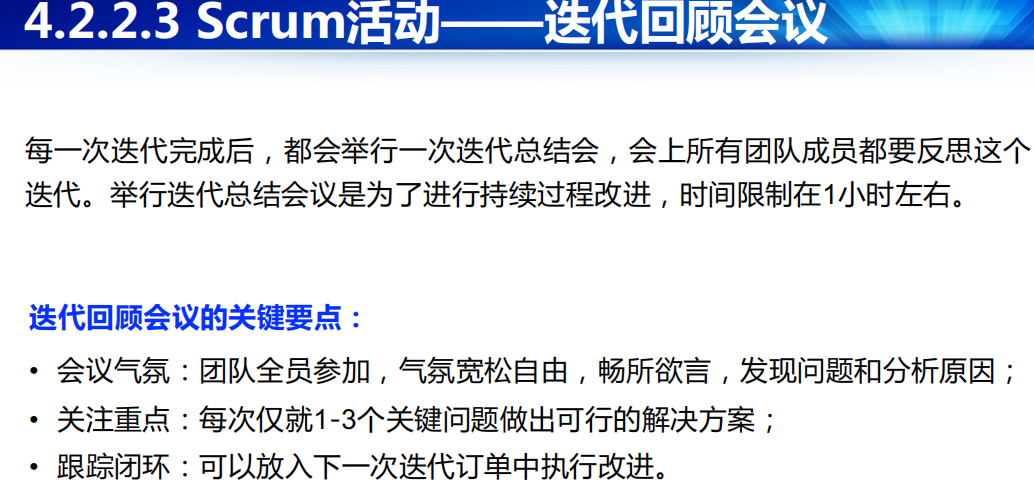 4.2.2.3 Scrum活动——迭代回顾会议
每一次迭代完成后，都会举行一次迭代总结会，会上所有团队成员都要反思这个
迭代。举行迭代总结会议是为了进行持续过程改进，时间限制在1小时左右。
迭代回顾会议的关键要点：
• 会议气氛：团队全员参加，气氛宽松自由，畅所欲言，发现问题和分析原因；
• 关注重点：每次仅就1-3个关键问题做出可行的解决方案；
• 跟踪闭环：可以放入下一次迭代订单中执行改进。